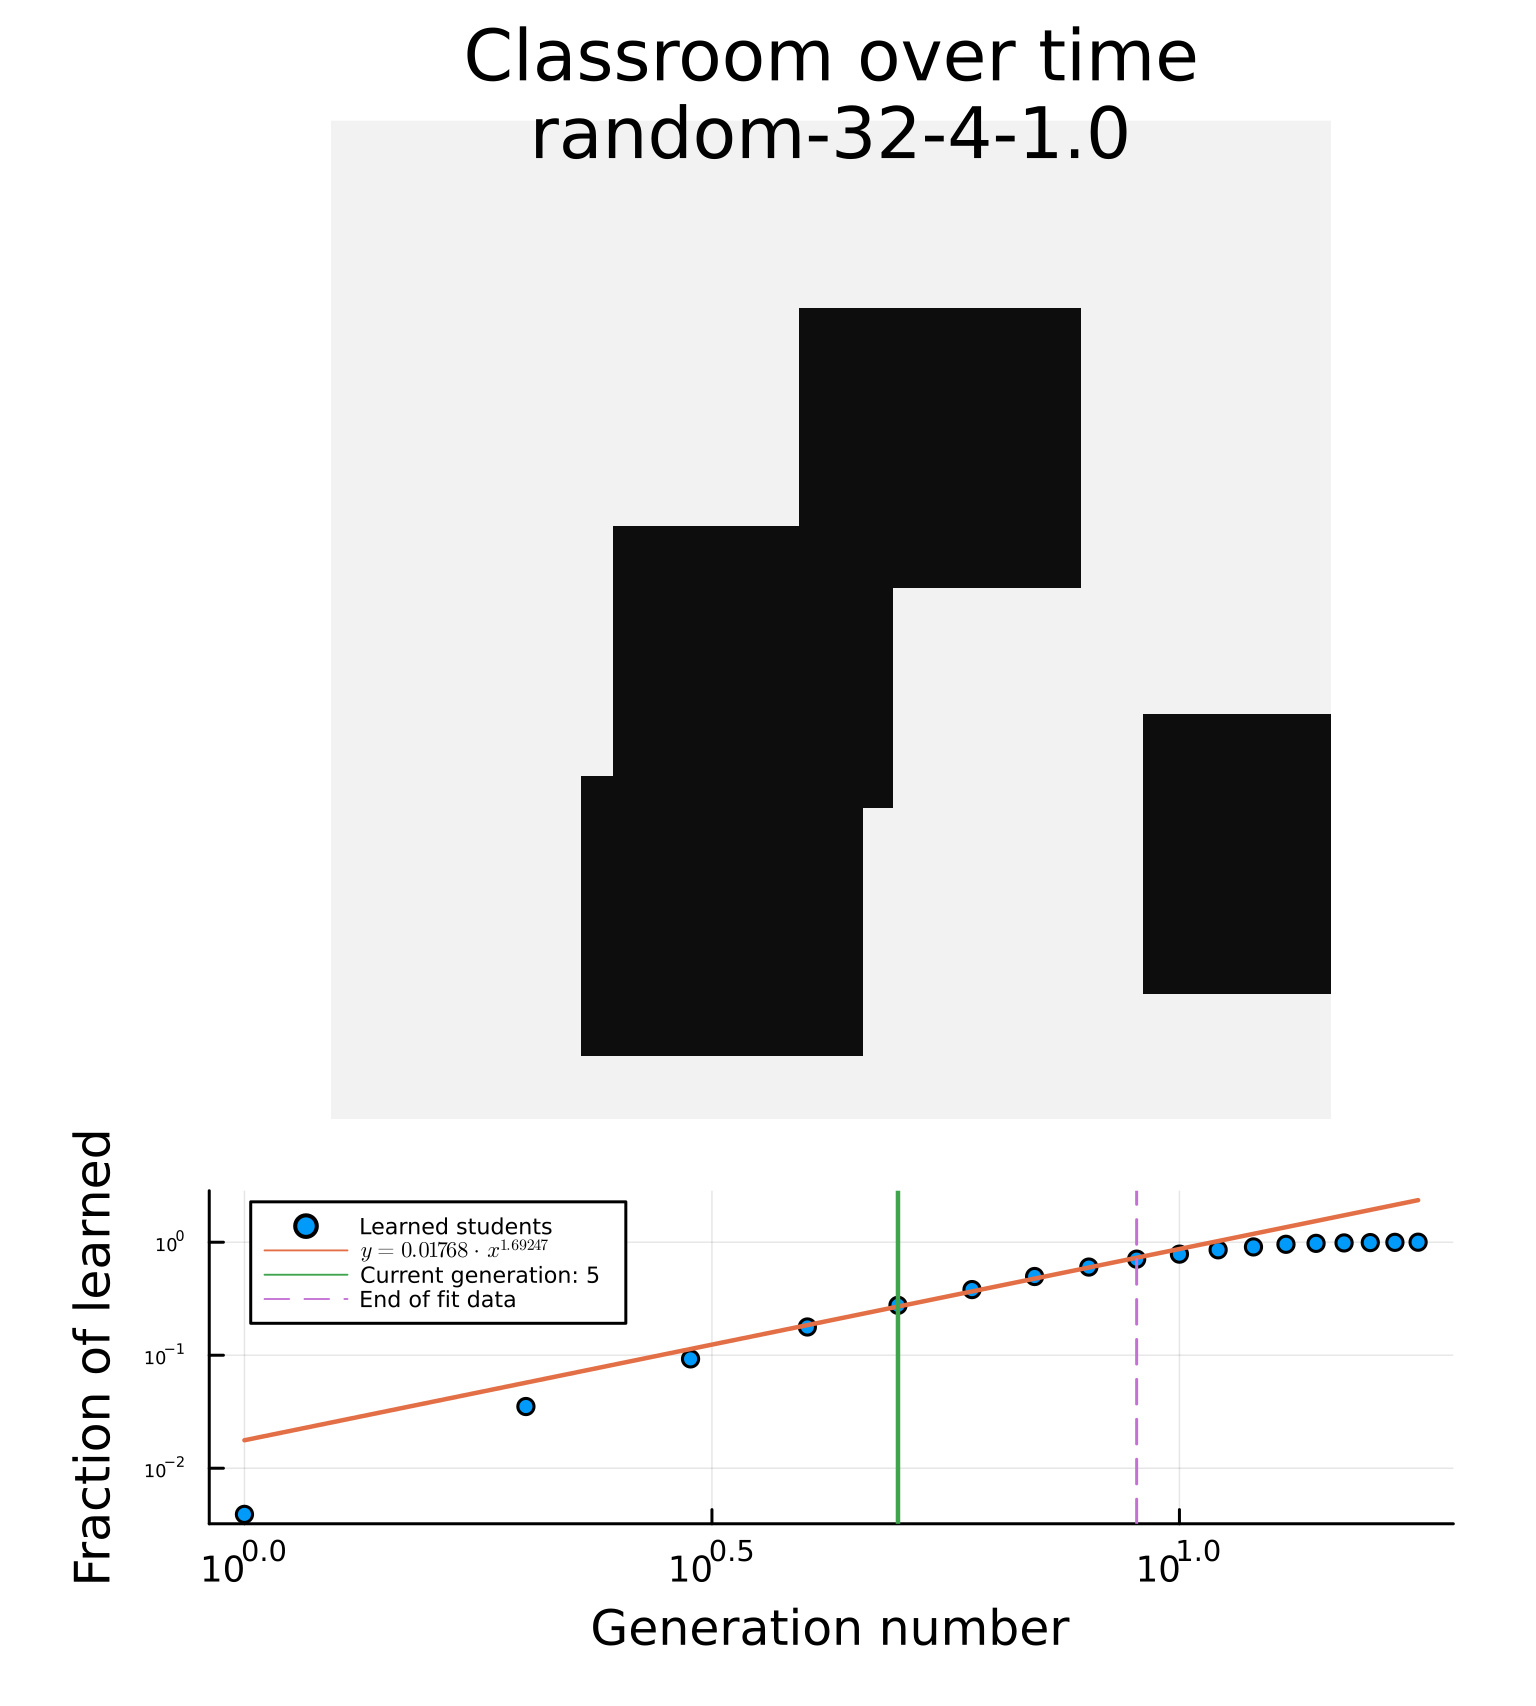 Classroom over time
random-32-4-1.0
Fraction of learned
10^0
10^-1
10^-2
Learned students
y = 0.01768 · x^1.69247
Current generation: 5
End of fit data
10^0.0
10^0.5
10^1.0
Generation number